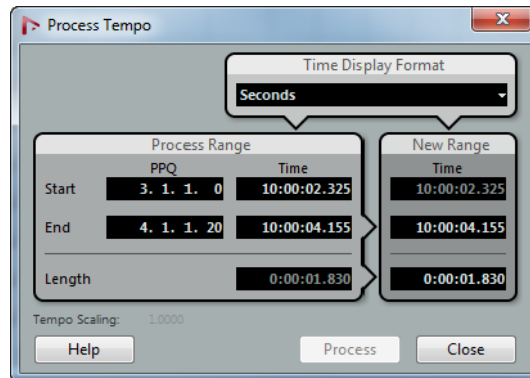 Process Tempo
Time Display Format
Seconds
Process Range
New Range
PPQ Time Time
Start 3. 1. 1. 0 10:00:02.325 10:00:02.325
End 4. 1. 1. 20 10:00:04.155 10:00:04.155
Length 0:00:01.830 0:00:01.830
Tempo Scaling: 1.0000
Help Process Close